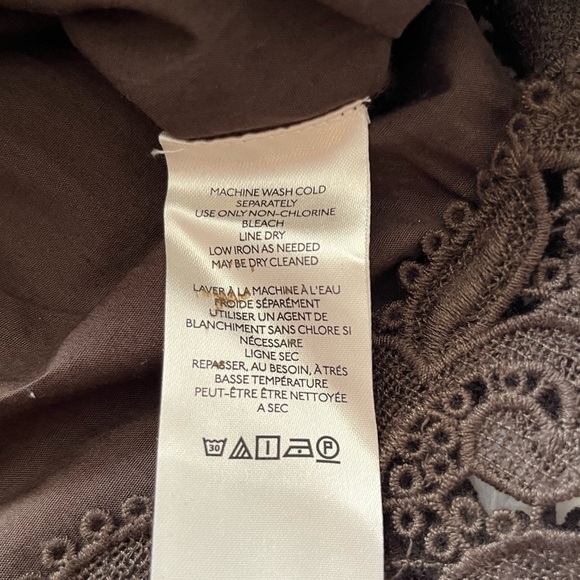 MACHINE WASH COLD
SEPARATELY
USE ONLY NON-CHLORINE
BLEACH
LINE DRY
LOW IRON AS NEEDED
MAY BE DRY CLEANED
LAVER À LA MACHINE À L'EAU
FROIDE SÉPARÉMENT
UTILISER UN AGENT DE
BLANCHIMENT SANS CHLORE SI
NÉCESSAIRE
LIGNE SEC
REPASSER, AU BESOIN, À TRÉS
BASSE TEMPÉRATURE
PEUT-ÊTRE ÊTRE NETTOYÉE
A SEC
30 P